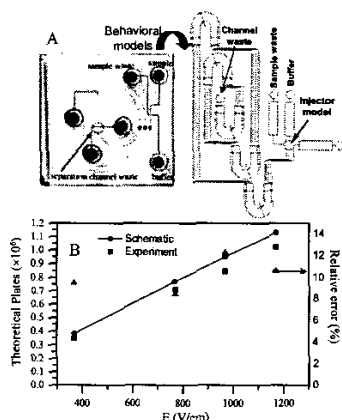 A
Behavioral
models
Channel
waste
Sample waste
Buffer
sample waste
sample
Injector
model
separation channel waste
buffer
B
Schematic
Experiment
Theoretical Plates (×10⁶)
1.2
1.1
1.0
0.9
0.8
0.7
0.6
0.5
0.4
0.3
0.2
0.1
0.0
14
12
10
8
6
4
2
0
Relative error (%)
400
600
800
1000
1200
E (V/cm)